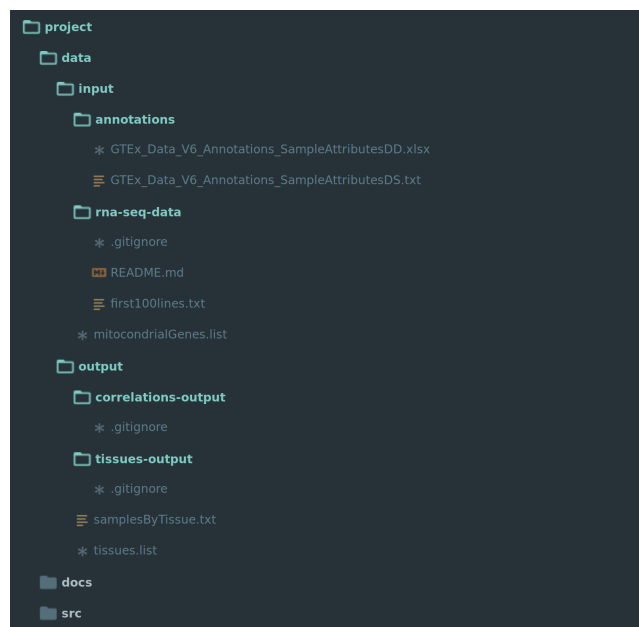 project
data
input
annotations
GTEx_Data_V6_Annotations_SampleAttributesDD.xlsx
GTEx_Data_V6_Annotations_SampleAttributesDS.txt
rna-seq-data
.gitignore
README.md
first100lines.txt
mitocondrialGenes.list
output
correlations-output
.gitignore
tissues-output
.gitignore
samplesByTissue.txt
tissues.list
docs
src